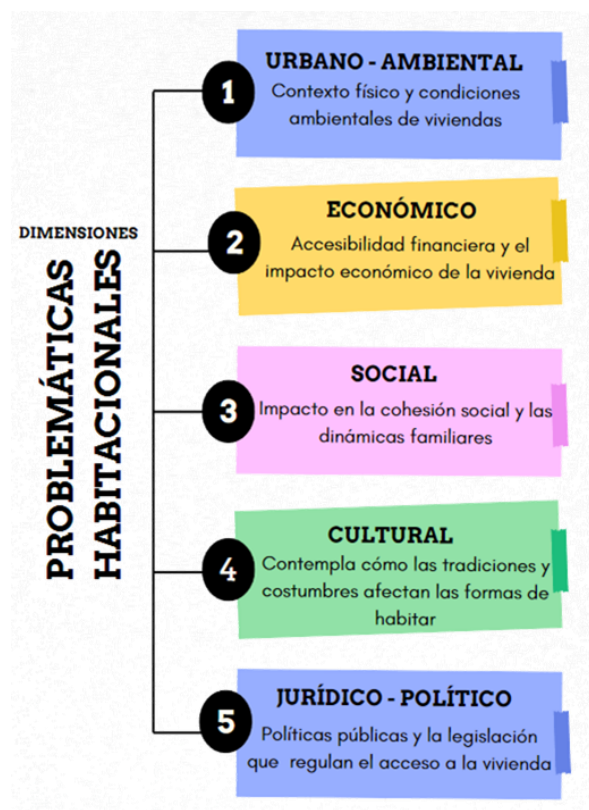 DIMENSIONES
PROBLEMÁTICAS
HABITACIONALES
1
URBANO - AMBIENTAL
Contexto físico y condiciones
ambientales de viviendas
2
ECONÓMICO
Accesibilidad financiera y el
impacto económico de la vivienda
3
SOCIAL
Impacto en la cohesión social y las
dinámicas familiares
4
CULTURAL
Contempla cómo las tradiciones y
costumbres afectan las formas de
habitar
5
JURÍDICO - POLÍTICO
Políticas públicas y la legislación
que regulan el acceso a la vivienda